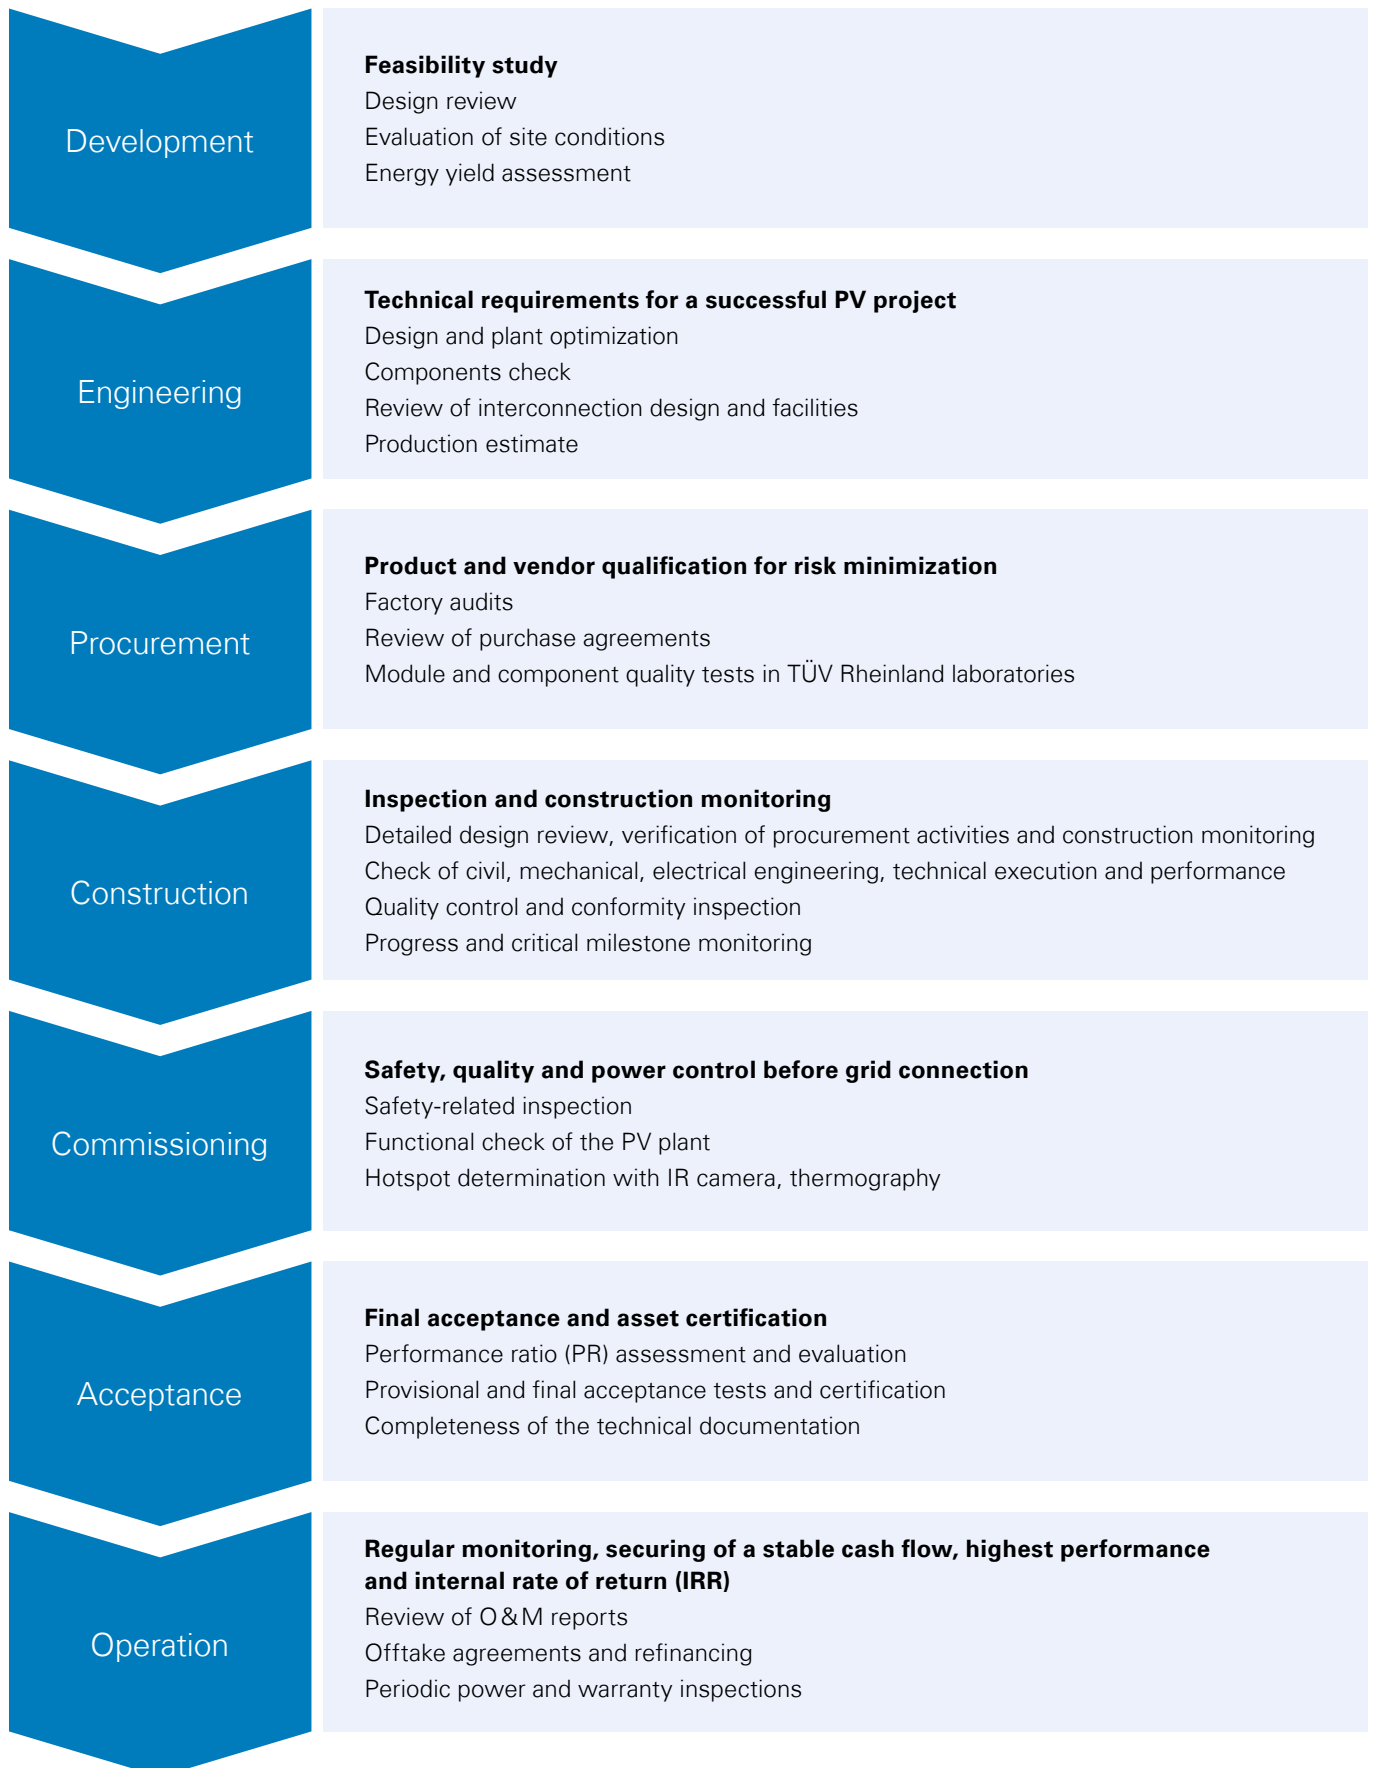 Development
Feasibility study
Design review
Evaluation of site conditions
Energy yield assessment
Engineering
Technical requirements for a successful PV project
Design and plant optimization
Components check
Review of interconnection design and facilities
Production estimate
Procurement
Product and vendor qualification for risk minimization
Factory audits
Review of purchase agreements
Module and component quality tests in TÜV Rheinland laboratories
Construction
Inspection and construction monitoring
Detailed design review, verification of procurement activities and construction monitoring
Check of civil, mechanical, electrical engineering, technical execution and performance
Quality control and conformity inspection
Progress and critical milestone monitoring
Commissioning
Safety, quality and power control before grid connection
Safety-related inspection
Functional check of the PV plant
Hotspot determination with IR camera, thermography
Acceptance
Final acceptance and asset certification
Performance ratio (PR) assessment and evaluation
Provisional and final acceptance tests and certification
Completeness of the technical documentation
Operation
Regular monitoring, securing of a stable cash flow, highest performance
and internal rate of return (IRR)
Review of O & M reports
Offtake agreements and refinancing
Periodic power and warranty inspections